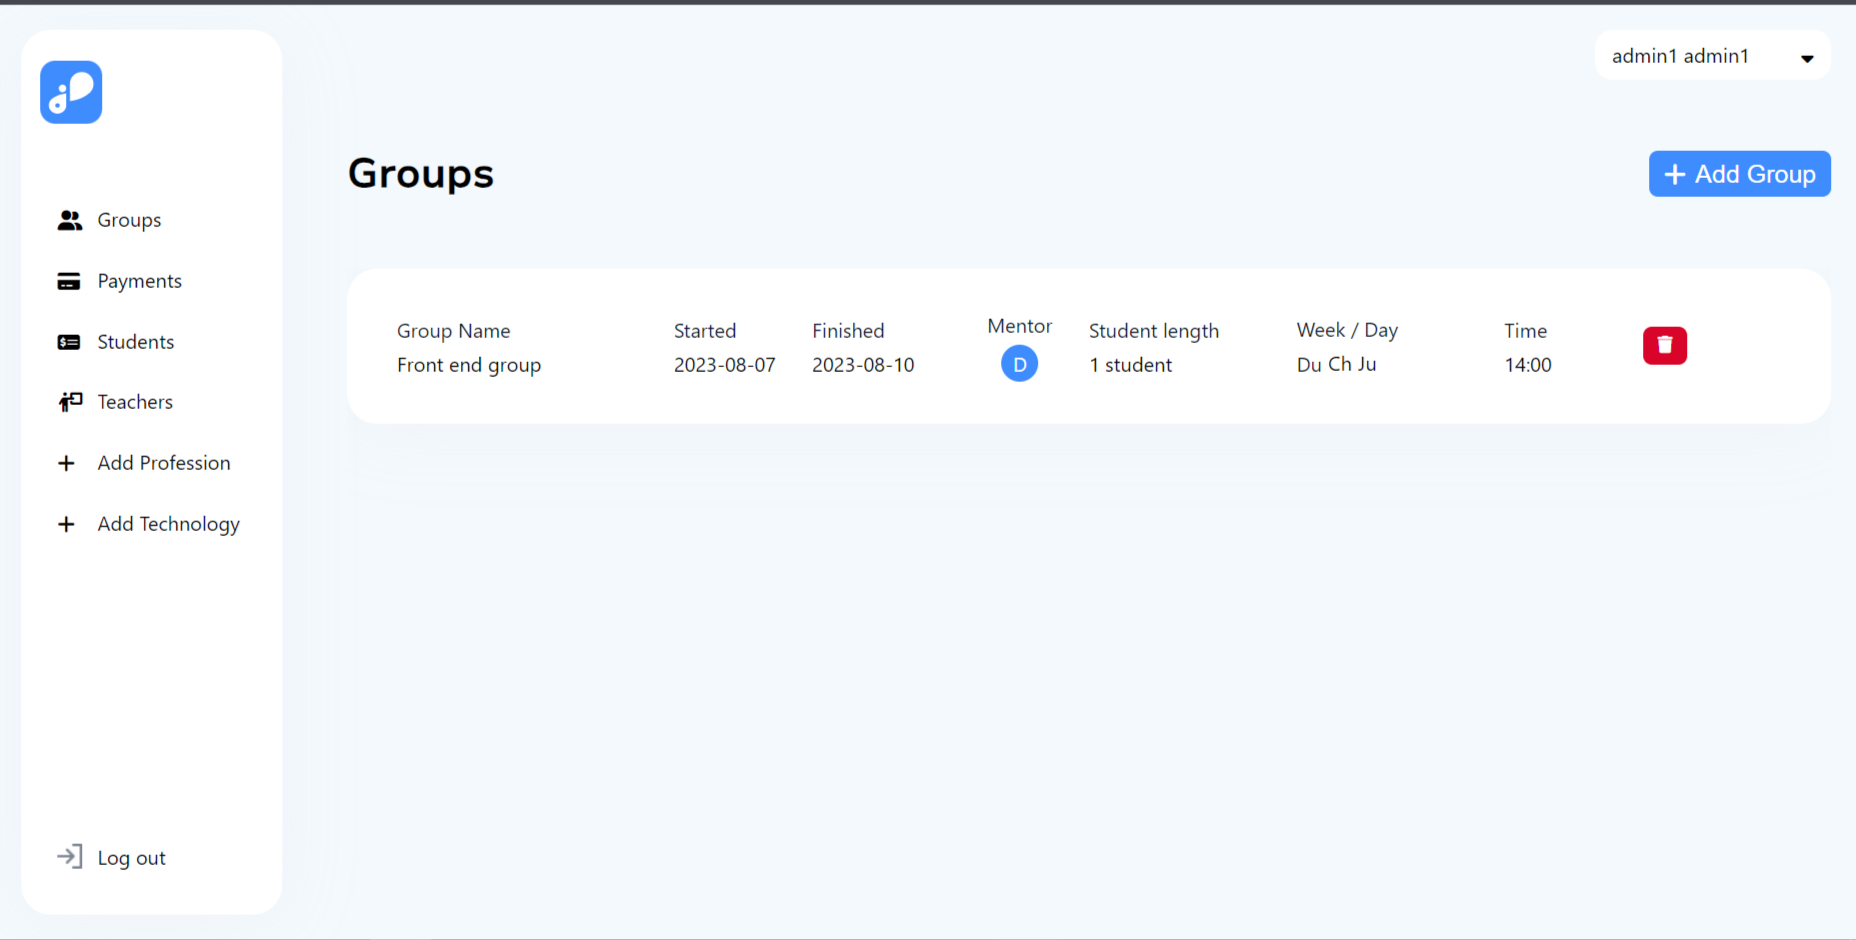 admin1 admin1
Groups
Add Group
Groups
Payments
Students
Teachers
Add Profession
Add Technology
Log out
Group Name Started Finished Mentor Student length Week / Day Time
Front end group 2023-08-07 2023-08-10 D 1 student Du Ch Ju 14:00